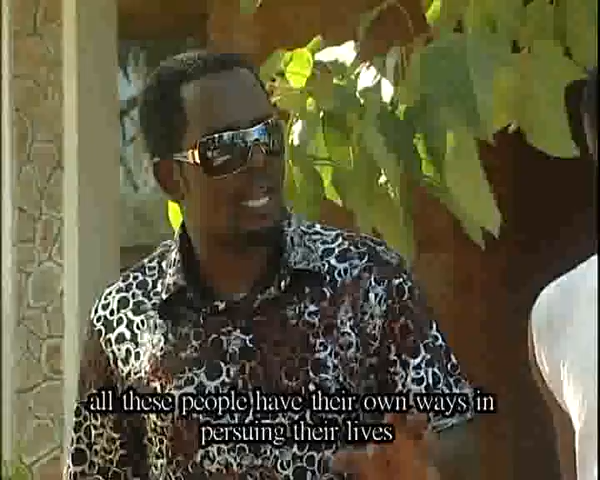 all these people have their own ways in
persuing their lives